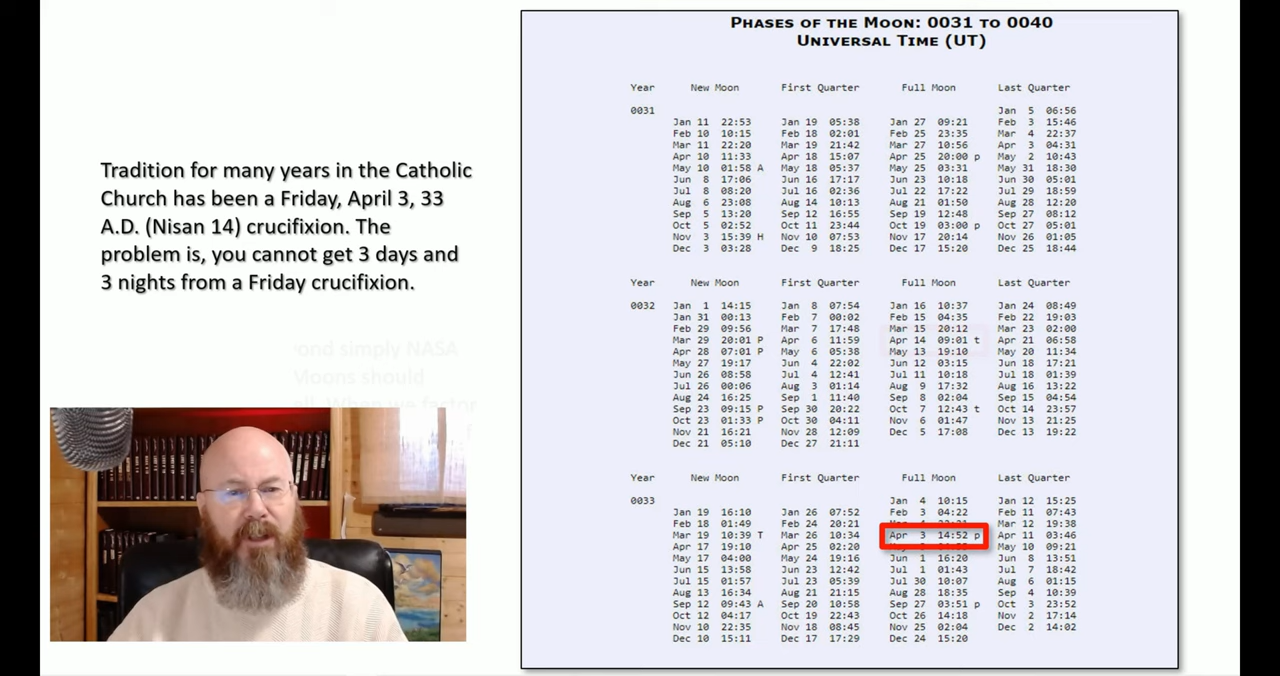 Tradition for many years in the Catholic
Church has been a Friday, April 3, 33
A.D. (Nisan 14) crucifixion. The
problem is, you cannot get 3 days and
3 nights from a Friday crucifixion.
simply NASA
should
When we factor
Phases of the Moon: 0031 to 0040
Universal Time (UT)
Year New Moon First Quarter Full Moon Last Quarter
0031 Jan 5 06:56
Jan 11 22:53 Jan 19 05:38 Jan 27 09:21 Feb 3 15:46
Feb 10 10:15 Feb 18 02:01 Feb 25 23:35 Mar 4 22:37
Mar 11 22:20 Mar 19 21:42 Mar 27 10:56 Apr 3 04:31
Apr 10 11:33 Apr 18 15:07 Apr 25 20:00 p May 2 10:43
May 10 01:58 A May 18 05:37 May 25 03:31 May 31 18:30
Jun 8 17:06 Jun 16 17:17 Jun 23 10:18 Jun 30 05:01
Jul 8 08:20 Jul 16 02:36 Jul 22 17:22 Jul 29 18:59
Aug 6 23:08 Aug 14 10:13 Aug 21 01:50 Aug 28 12:20
Sep 5 13:20 Sep 12 16:55 Sep 19 12:48 Sep 27 08:12
Oct 5 02:52 Oct 11 23:44 Oct 19 03:00 p Oct 27 05:01
Nov 3 15:39 H Nov 10 07:53 Nov 17 20:14 Nov 26 01:05
Dec 3 03:28 Dec 9 18:25 Dec 17 15:20 Dec 25 18:44
Year New Moon First Quarter Full Moon Last Quarter
0032 Jan 1 14:15 Jan 8 07:54 Jan 16 10:37 Jan 24 08:49
Jan 31 00:13 Feb 7 00:02 Feb 15 04:35 Feb 22 19:03
Feb 29 09:56 Mar 7 17:48 Mar 15 20:12 Mar 23 02:00
Mar 29 20:01 P Apr 6 11:59 Apr 14 09:01 t Apr 21 06:58
Apr 28 07:01 P May 6 05:38 May 13 19:10 May 20 11:34
May 27 19:17 Jun 4 22:02 Jun 12 03:15 Jun 18 17:21
Jun 26 08:58 Jul 4 12:41 Jul 11 10:18 Jul 18 01:39
Jul 26 00:06 Aug 3 01:14 Aug 9 17:32 Aug 16 13:22
Aug 24 16:25 Sep 1 11:40 Sep 8 02:04 Sep 15 04:54
Sep 23 09:15 P Sep 30 20:22 Oct 7 12:43 t Oct 14 23:57
Oct 23 01:33 P Oct 30 04:11 Nov 6 01:47 Nov 13 21:25
Nov 21 16:21 Nov 28 12:09 Dec 5 17:08 Dec 13 19:22
Dec 21 05:10 Dec 27 21:11
Year New Moon First Quarter Full Moon Last Quarter
0033 Jan 4 10:15 Jan 12 15:25
Jan 19 16:10 Jan 26 07:52 Feb 3 04:22 Feb 11 07:43
Feb 18 01:49 Feb 24 20:21 Mar 12 19:38
Mar 19 10:39 T Mar 26 10:34 Apr 3 14:52 p Apr 11 03:46
Apr 17 19:10 Apr 25 02:20 May 10 09:21
May 17 04:00 May 24 19:16 Jun 1 16:20 Jun 8 13:51
Jun 15 13:58 Jun 23 12:42 Jul 1 01:43 Jul 7 18:42
Jul 15 01:57 Jul 23 05:39 Jul 30 10:07 Aug 6 01:15
Aug 13 16:34 Aug 21 21:15 Aug 28 18:35 Sep 4 10:39
Sep 12 09:43 A Sep 20 10:58 Sep 27 03:51 p Oct 3 23:52
Oct 12 04:17 Oct 19 22:43 Oct 26 14:18 Nov 2 17:14
Nov 10 22:35 Nov 18 08:45 Nov 25 02:04 Dec 2 14:02
Dec 10 15:11 Dec 17 17:29 Dec 24 15:20